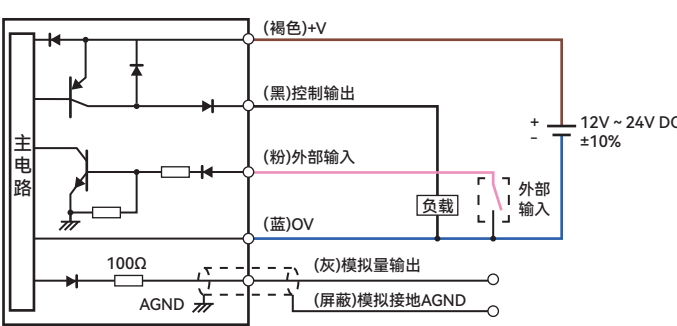 (褐色)+V
(黑)控制输出
+
-
12V ~ 24V DC
±10%
(粉)外部输入
主
电
路
外部
输入
负载
(蓝)OV
100Ω
(灰)模拟量输出
AGND
(屏蔽)模拟接地AGND